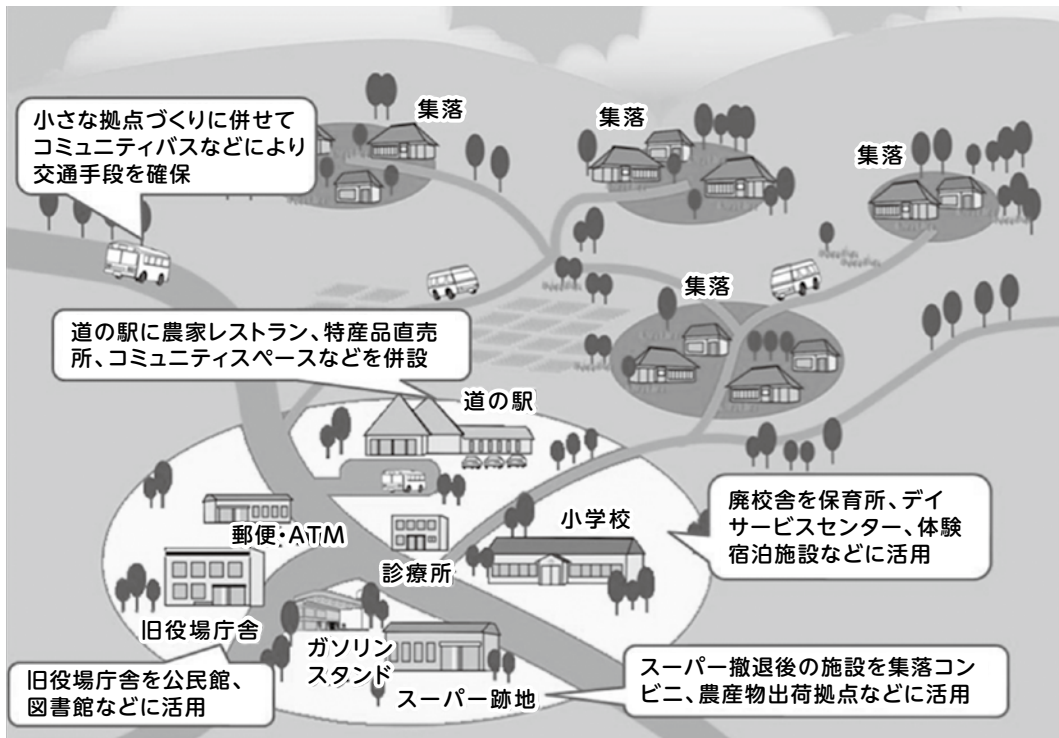 小さな拠点づくりに併せて
コミュニティバスなどにより
交通手段を確保
集落
集落
集落
集落
道の駅に農家レストラン、特産品直売
所、コミュニティスペースなどを併設
道の駅
郵便・ATM
診療所
小学校
廃校舎を保育所、デイ
サービスセンター、体験
宿泊施設などに活用
旧役場庁舎
ガソリン
スタンド
スーパー跡地
旧役場庁舎を公民館、
図書館などに活用
スーパー撤退後の施設を集落コン
ビニ、農産物出荷拠点などに活用